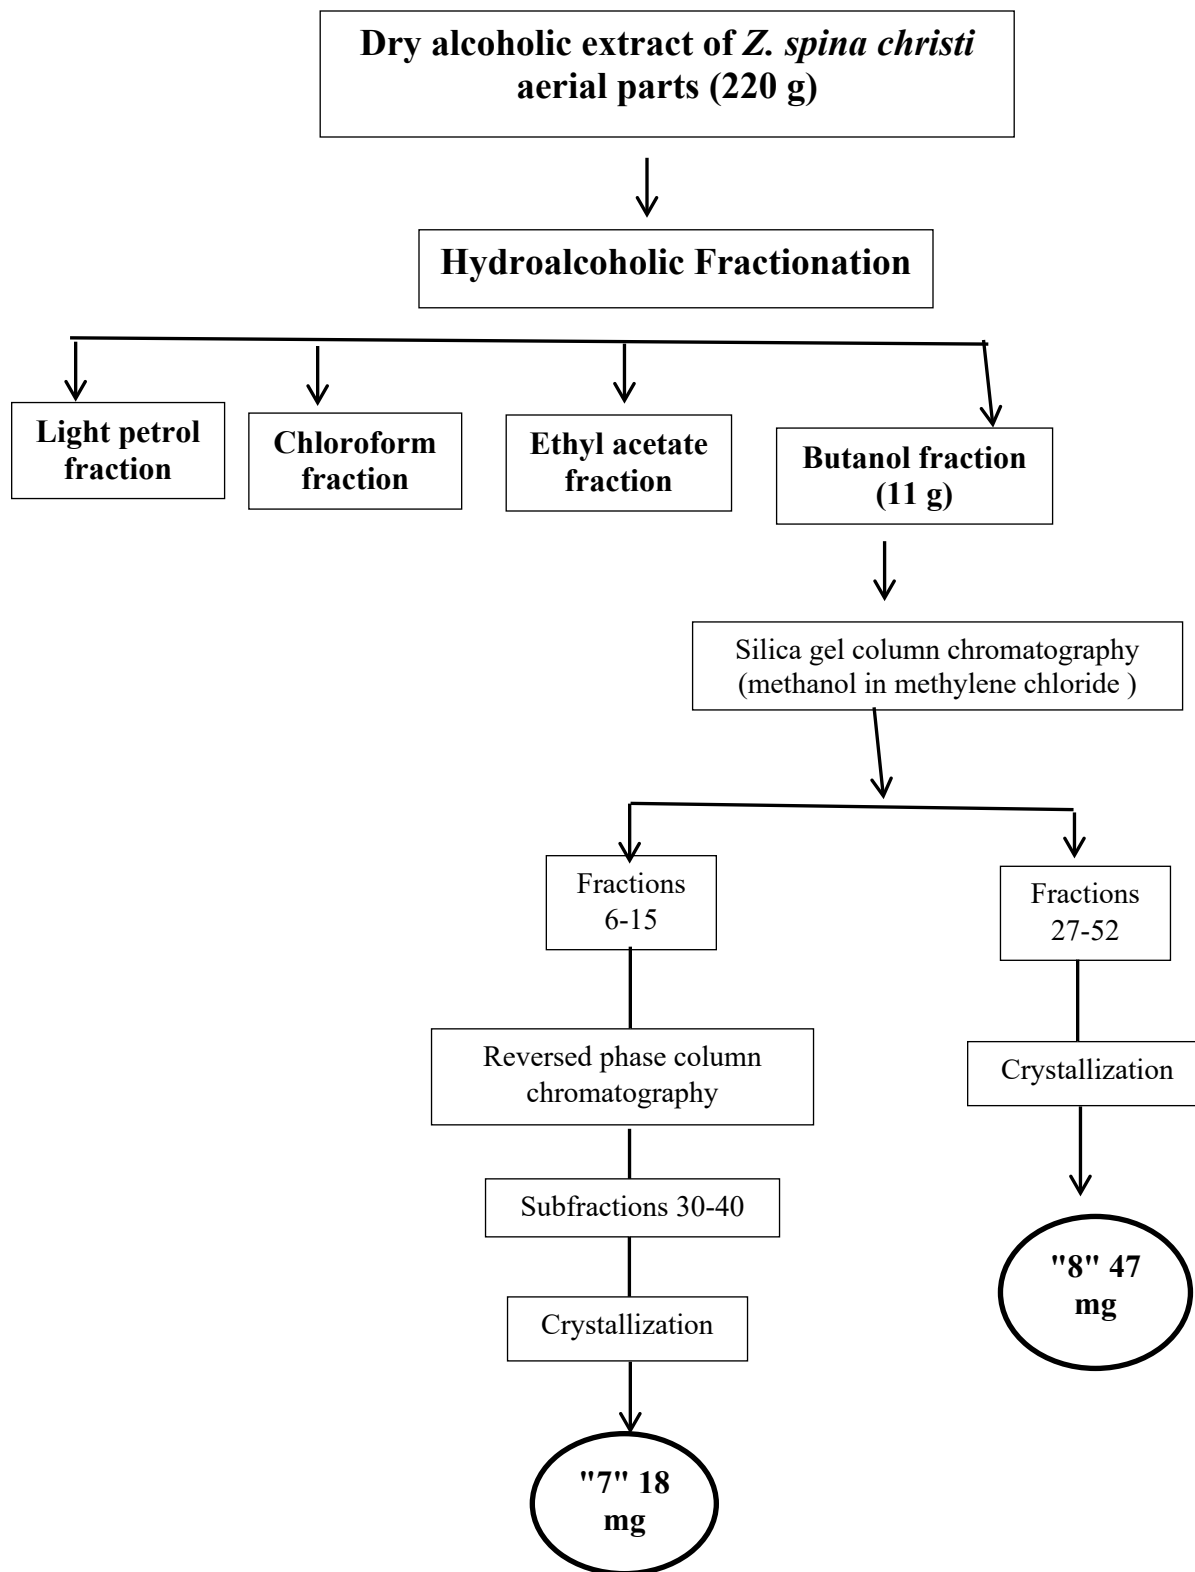 Dry alcoholic extract of Z. spina christi
aerial parts (220 g)
Hydroalcoholic Fractionation
Light petrol
fraction
Chloroform
fraction
Ethyl acetate
fraction
Butanol fraction
(11 g)
Silica gel column chromatography
(methanol in methylene chloride )
Fractions
6-15
Fractions
27-52
Reversed phase column
chromatography
Crystallization
Subfractions 30-40
"8" 47
mg
Crystallization
"7" 18
mg